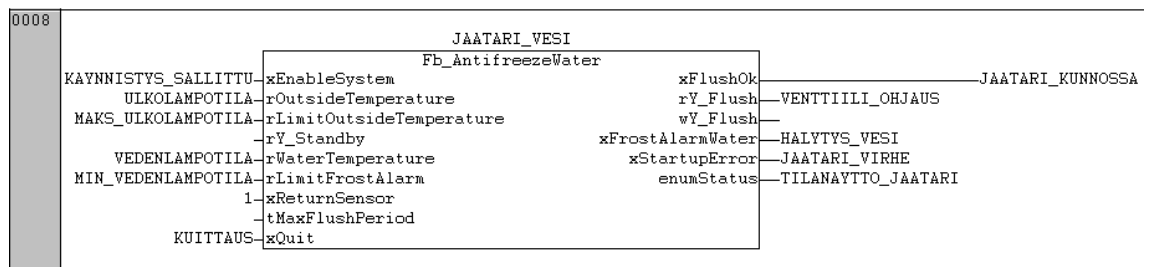 0008
JAATARI_VESI
Fb_AntifreezeWater
KAYNNISTYS_SALLITTU xEnableSystem xFlushOk JAATARI_KUNNOSSA
ULKOLAMPOTILA rOutsideTemperature rY_Flush VENTTIILI_OHJAUS
MAKS_ULKOLAMPOTILA rLimitOutsideTemperature wY_Flush
rY_Standby xFrostAlarmWater HALYTYS_VESI
VEDENLAMPOTILA rWaterTemperature xStartupError JAATARI_VIRHE
MIN_VEDENLAMPOTILA rLimitFrostAlarm enumStatus TILANAYTTO_JAATARI
1 xReturnSensor
tMaxFlushPeriod
KUITTAUS xQuit